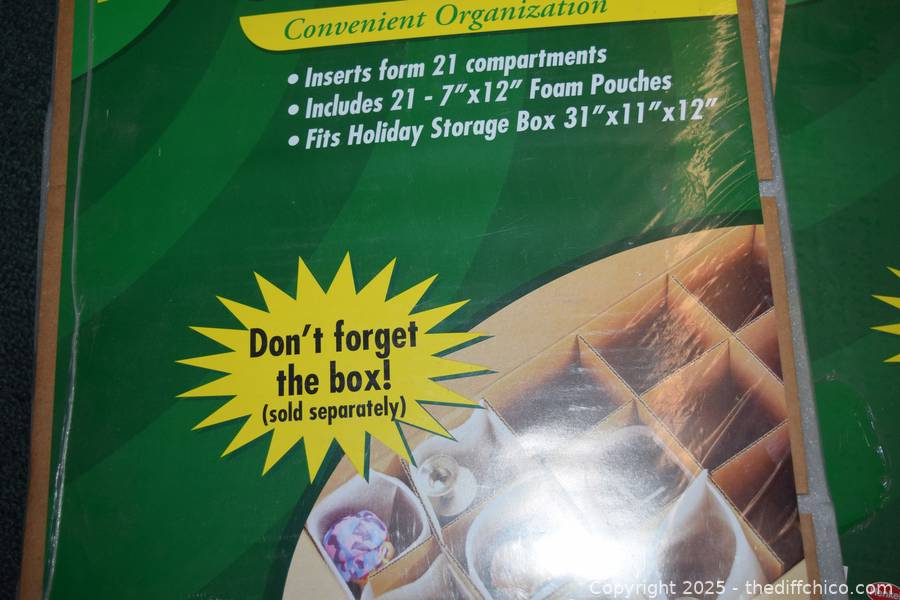 Convenient Organization
• Inserts form 21 compartments
• Includes 21 - 7"x12" Foam Pouches
• Fits Holiday Storage Box 31"x11"x12"
Don't forget
the box!
(sold separately)
Copyright 2025 - thediffchico.com